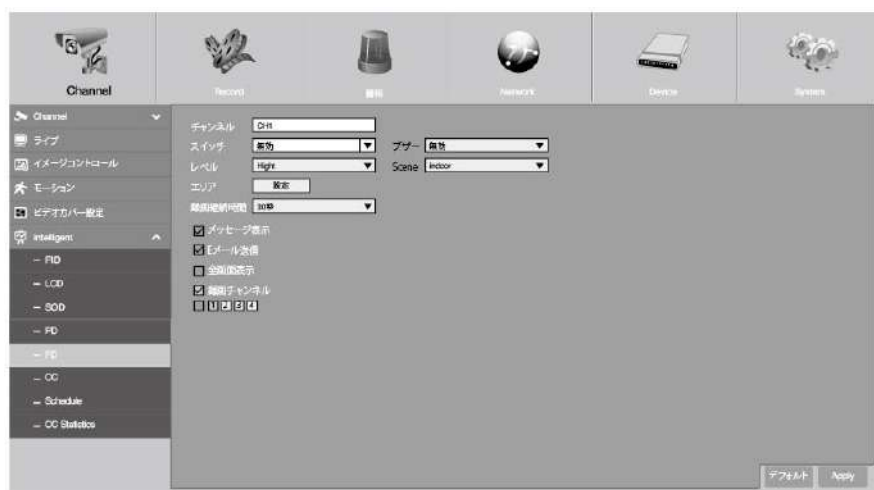 Channel
Record
Network
Device
System
Channel
ライブ
イメージコントロール
モーション
ビデオカバー設定
Intelligent
– PID
– LCD
– SOD
– PD
– FD
– CC
– Schedule
– CC Statistics
チャンネル CH1
スイッチ 無効 ブザー 無効
レベル Hight Scene indoor
エリア 設定
録画継続時間 30秒
メッセージ表示
Eメール送信
全画面表示
録画チャンネル
1 2 3 4
デフォルト Apply